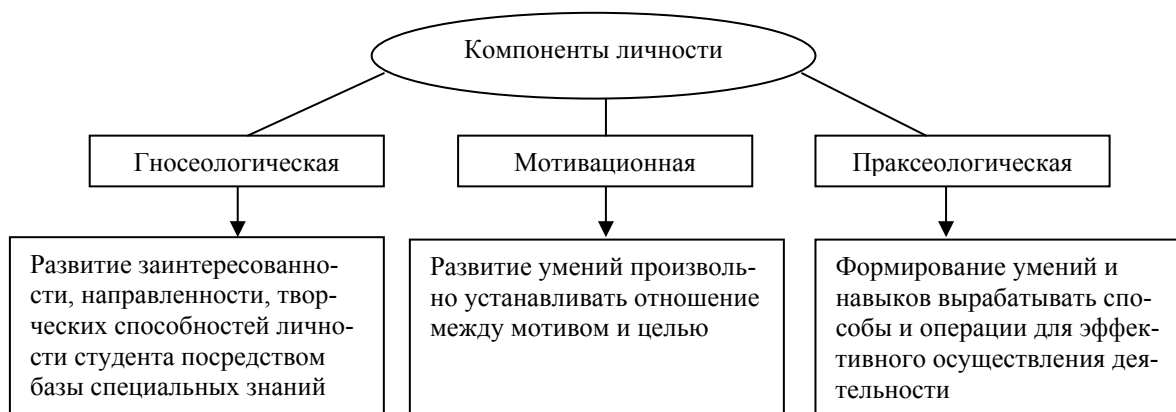 Компоненты личности
Гносеологическая
Мотивационная
Праксеологическая
Развитие заинтересованно-
сти, направленности, твор-
ческих способностей лично-
сти студента посредством
базы специальных знаний
Развитие умений произволь-
но устанавливать отношение
между мотивом и целью
Формирование умений и
навыков вырабатывать спо-
собы и операции для эффек-
тивного осуществления дея-
тельности